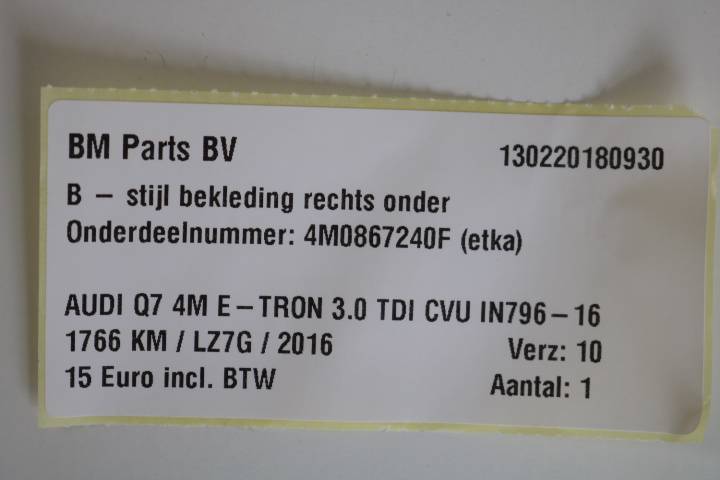 BM Parts BV 130220180930
B – stijl bekleding rechts onder
Onderdeelnummer: 4M0867240F (etka)
AUDI Q7 4M E–TRON 3.0 TDI CVU IN796–16
1766 KM / LZ7G / 2016 Verz: 10
15 Euro incl. BTW Aantal: 1